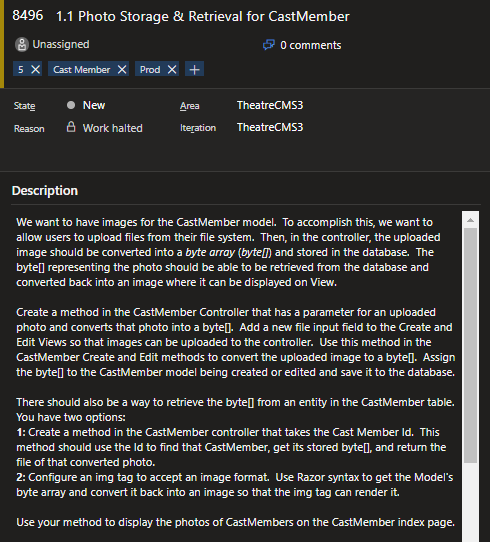 8496 1.1 Photo Storage & Retrieval for CastMember
Unassigned 0 comments
5 X Cast Member X Prod X +
State New Area TheatreCMS3
Reason Work halted Iteration TheatreCMS3
Description
We want to have images for the CastMember model. To accomplish this, we want to
allow users to upload files from their file system. Then, in the controller, the uploaded
image should be converted into a byte array (byte[]) and stored in the database. The
byte[] representing the photo should be able to be retrieved from the database and
converted back into an image where it can be displayed on View.
Create a method in the CastMember Controller that has a parameter for an uploaded
photo and converts that photo into a byte[]. Add a new file input field to the Create and
Edit Views so that images can be uploaded to the controller. Use this method in the
CastMember Create and Edit methods to convert the uploaded image to a byte[]. Assign
the byte[] to the CastMember model being created or edited and save it to the database.
There should also be a way to retrieve the byte[] from an entity in the CastMember table.
You have two options:
1: Create a method in the CastMember controller that takes the Cast Member Id. This
method should use the Id to find that CastMember, get its stored byte[], and return the
file of that converted photo.
2: Configure an img tag to accept an image format. Use Razor syntax to get the Model's
byte array and convert it back into an image so that the img tag can render it.
Use your method to display the photos of CastMembers on the CastMember index page.